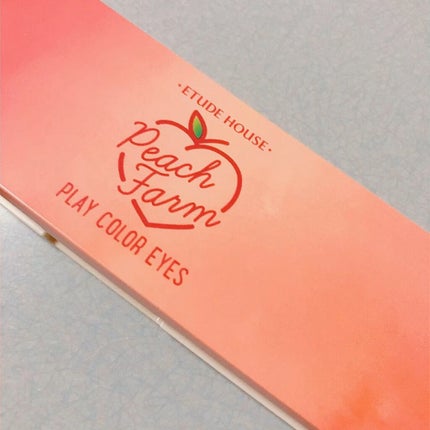 ·ETUDE HOUSE·
Peach
Farm
PLAY COLOR EYES